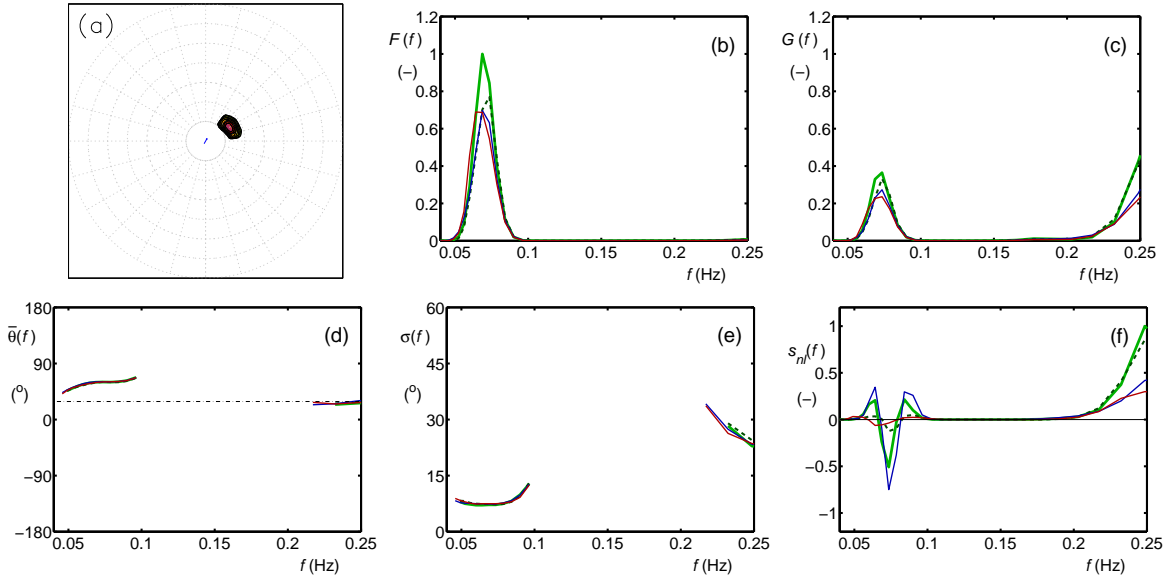 (a)
1.2
1
0.8
0.6
0.4
0.2
0
F(f)
(–)
(b)
0.05 0.1 0.15 0.2 0.25
f (Hz)
1.2
1
0.8
0.6
0.4
0.2
0
G(f)
(–)
(c)
0.05 0.1 0.15 0.2 0.25
f (Hz)
180
90
0
−90
−180
θ̄(f)
(o)
(d)
0.05 0.1 0.15 0.2 0.25
f (Hz)
60
45
30
15
0
σ(f)
(o)
(e)
0.05 0.1 0.15 0.2 0.25
f (Hz)
1
0.5
0
−0.5
−1
s_nl(f)
(–)
(f)
0.05 0.1 0.15 0.2 0.25
f (Hz)